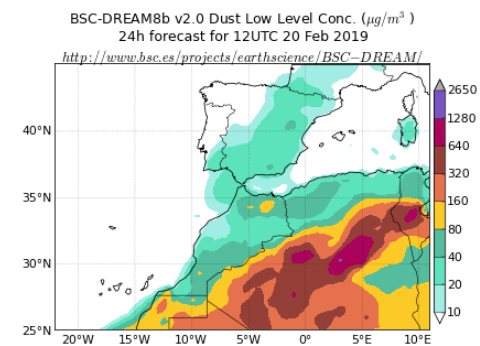 BSC-DREAM8b v2.0 Dust Low Level Conc. (μg/m³ )
24h forecast for 12UTC 20 Feb 2019
http://www.bsc.es/projects/earthscience/BSC−DREAM/
2650
1280
640
320
160
80
40
20
10
40°N
35°N
30°N
25°N
20°W
15°W
10°W
5°W
0°
5°E
10°E